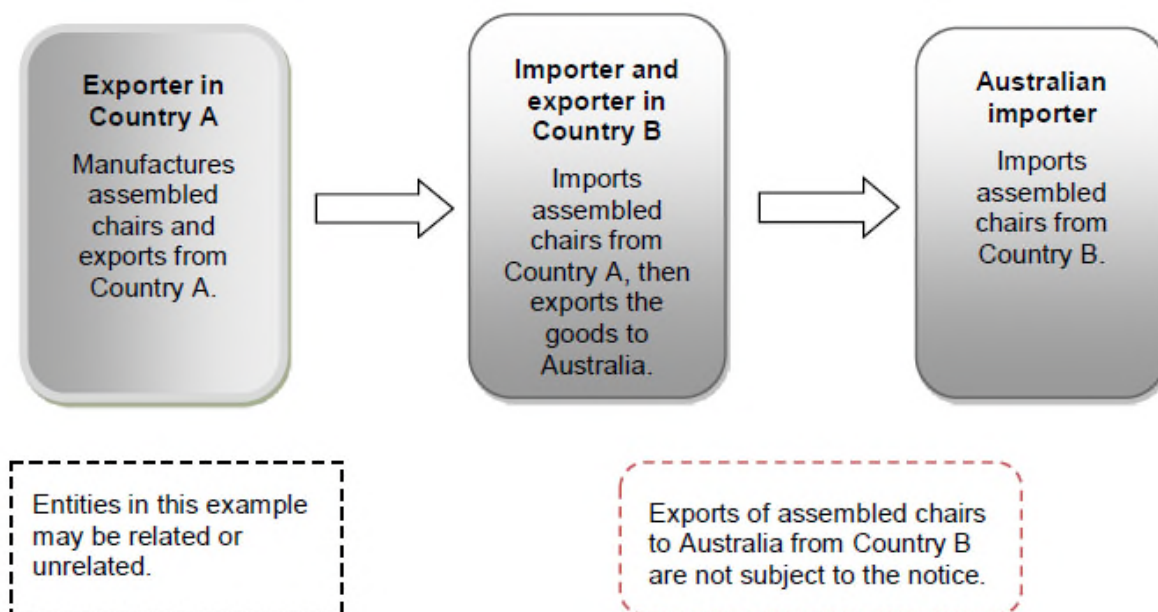 Exporter in
Country A
Manufactures
assembled
chairs and
exports from
Country A.
Importer and
exporter in
Country B
Imports
assembled
chairs from
Country A, then
exports the
goods to
Australia.
Australian
importer
Imports
assembled
chairs from
Country B.
Entities in this example
may be related or
unrelated.
Exports of assembled chairs
to Australia from Country B
are not subject to the notice.